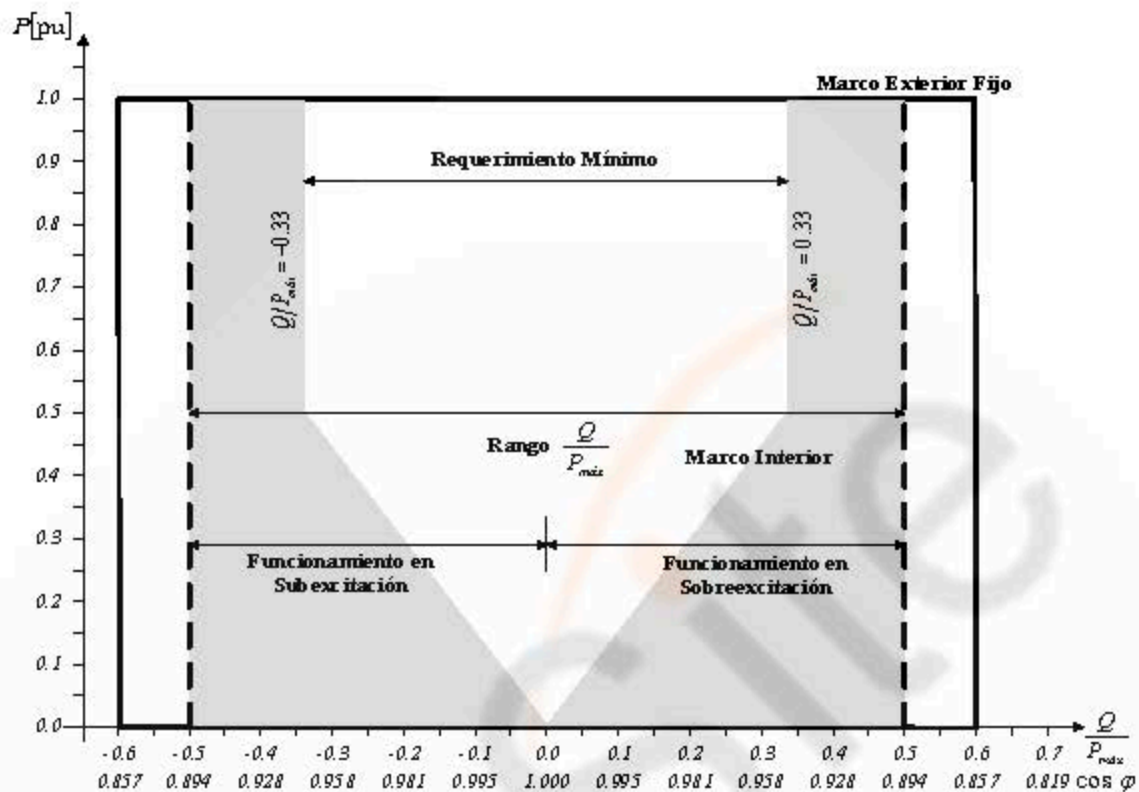 P[pu]
Marco Exterior Fijo
1.0
0.9
0.8
0.7
0.6
0.5
0.4
0.3
0.2
0.1
0.0
Requerimiento Mínimo
Q/Pmáx = -0.33
Q/Pmáx = 0.33
Rango Q/Pmáx
Marco Interior
Funcionamiento en
Subexcitación
Funcionamiento en
Sobreexcitación
-0.6 -0.5 -0.4 -0.3 -0.2 -0.1 0.0 0.1 0.2 0.3 0.4 0.5 0.6 0.7 Q/Pmáx
0.857 0.894 0.928 0.958 0.981 0.995 1.000 0.995 0.981 0.958 0.928 0.894 0.857 0.819 cos φ